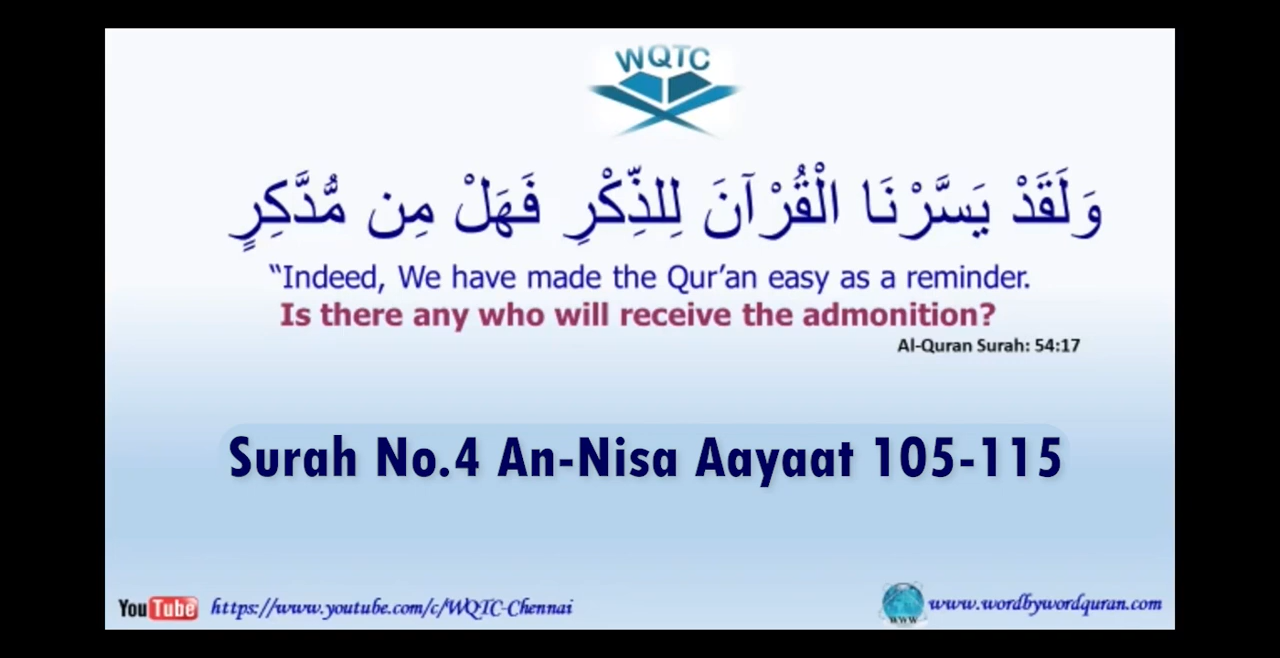 WQTC
وَلَقَدْ يَسَّرْنَا الْقُرْآنَ لِلذِّكْرِ فَهَلْ مِن مُّدَّكِرٍ
“Indeed, We have made the Qur’an easy as a reminder.
Is there any who will receive the admonition?
Al-Quran Surah: 54:17
Surah No.4 An-Nisa Aayaat 105-115
YouTube https://www.youtube.com/c/WQTC-Chennai
www www.wordbywordquran.com